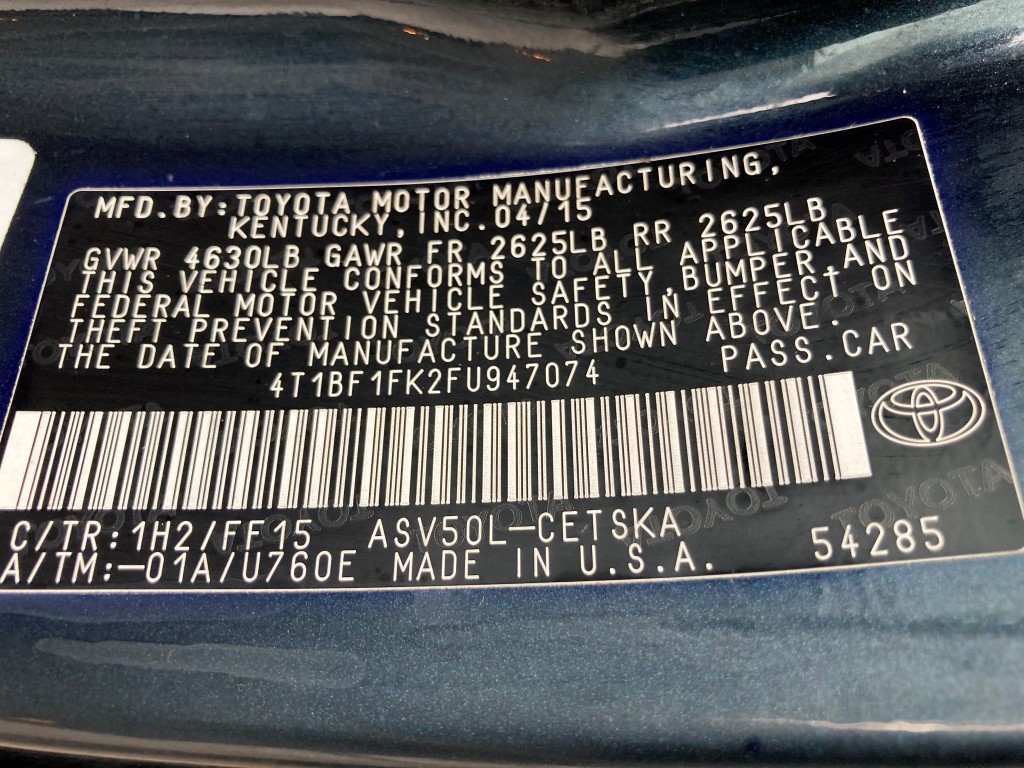 MFD.BY:TOYOTA MOTOR MANUFACTURING,
KENTUCKY, INC.04/15
GVWR 4630LB GAWR FR 2625LB RR 2625LB
THIS VEHICLE CONFORMS TO ALL APPLICABLE
FEDERAL MOTOR VEHICLE SAFETY,BUMPER,AND
THEFT PREVENTION STANDARDS IN EFFECT ON
THE DATE OF MANUFACTURE SHOWN ABOVE.
4T1BF1FK2FU947074 PASS.CAR
C/TR:1H2/FF15 ASV50L-CETSKA
A/TM:-01A/U760E MADE IN U.S.A. 54285